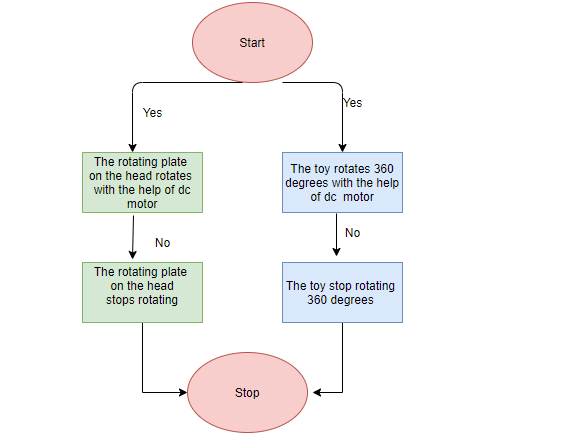 Start
Yes
Yes
The rotating plate
on the head rotates
with the help of dc
motor
The toy rotates 360
degrees with the help
of dc motor
No
No
The rotating plate
on the head
stops rotating
The toy stop rotating
360 degrees
Stop